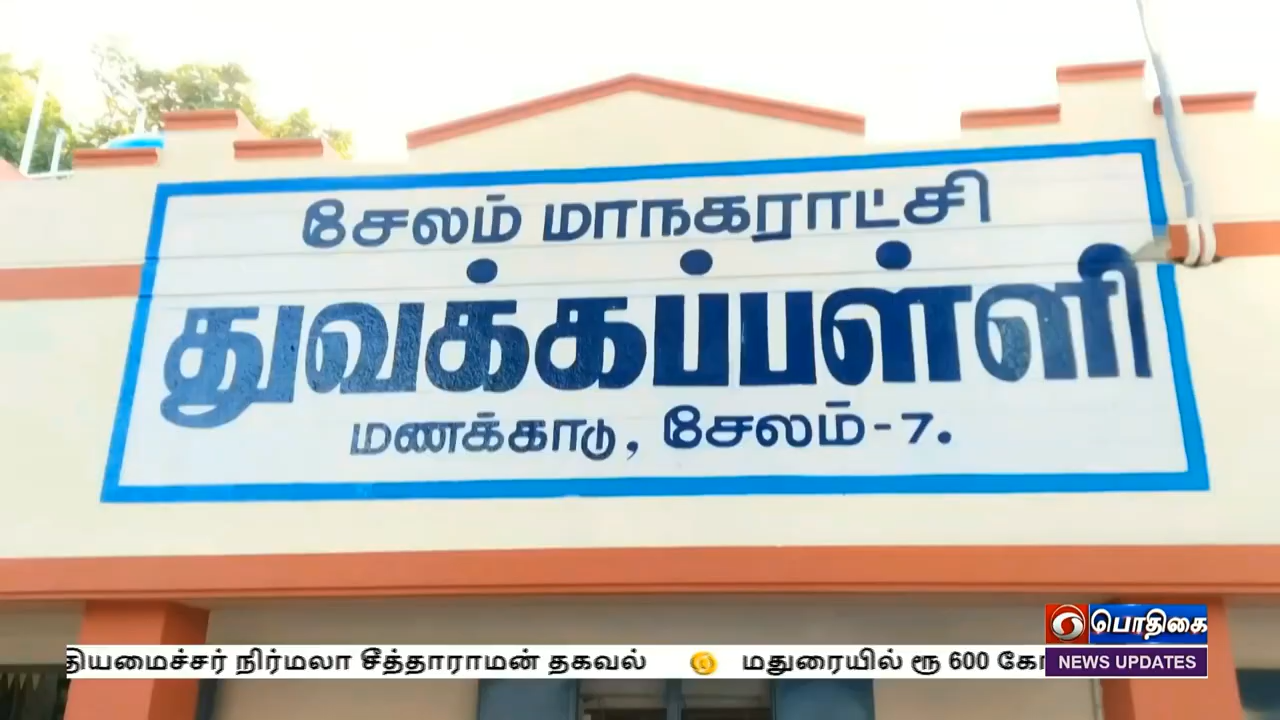 சேலம் மாநகராட்சி
துவக்கப்பள்ளி
மணக்காடு, சேலம் - 7.
பொதிகை
தியமைச்சர் நிர்மலா சீத்தாராமன் தகவல் மதுரையில் ரூ 600 கோ
NEWS UPDATES